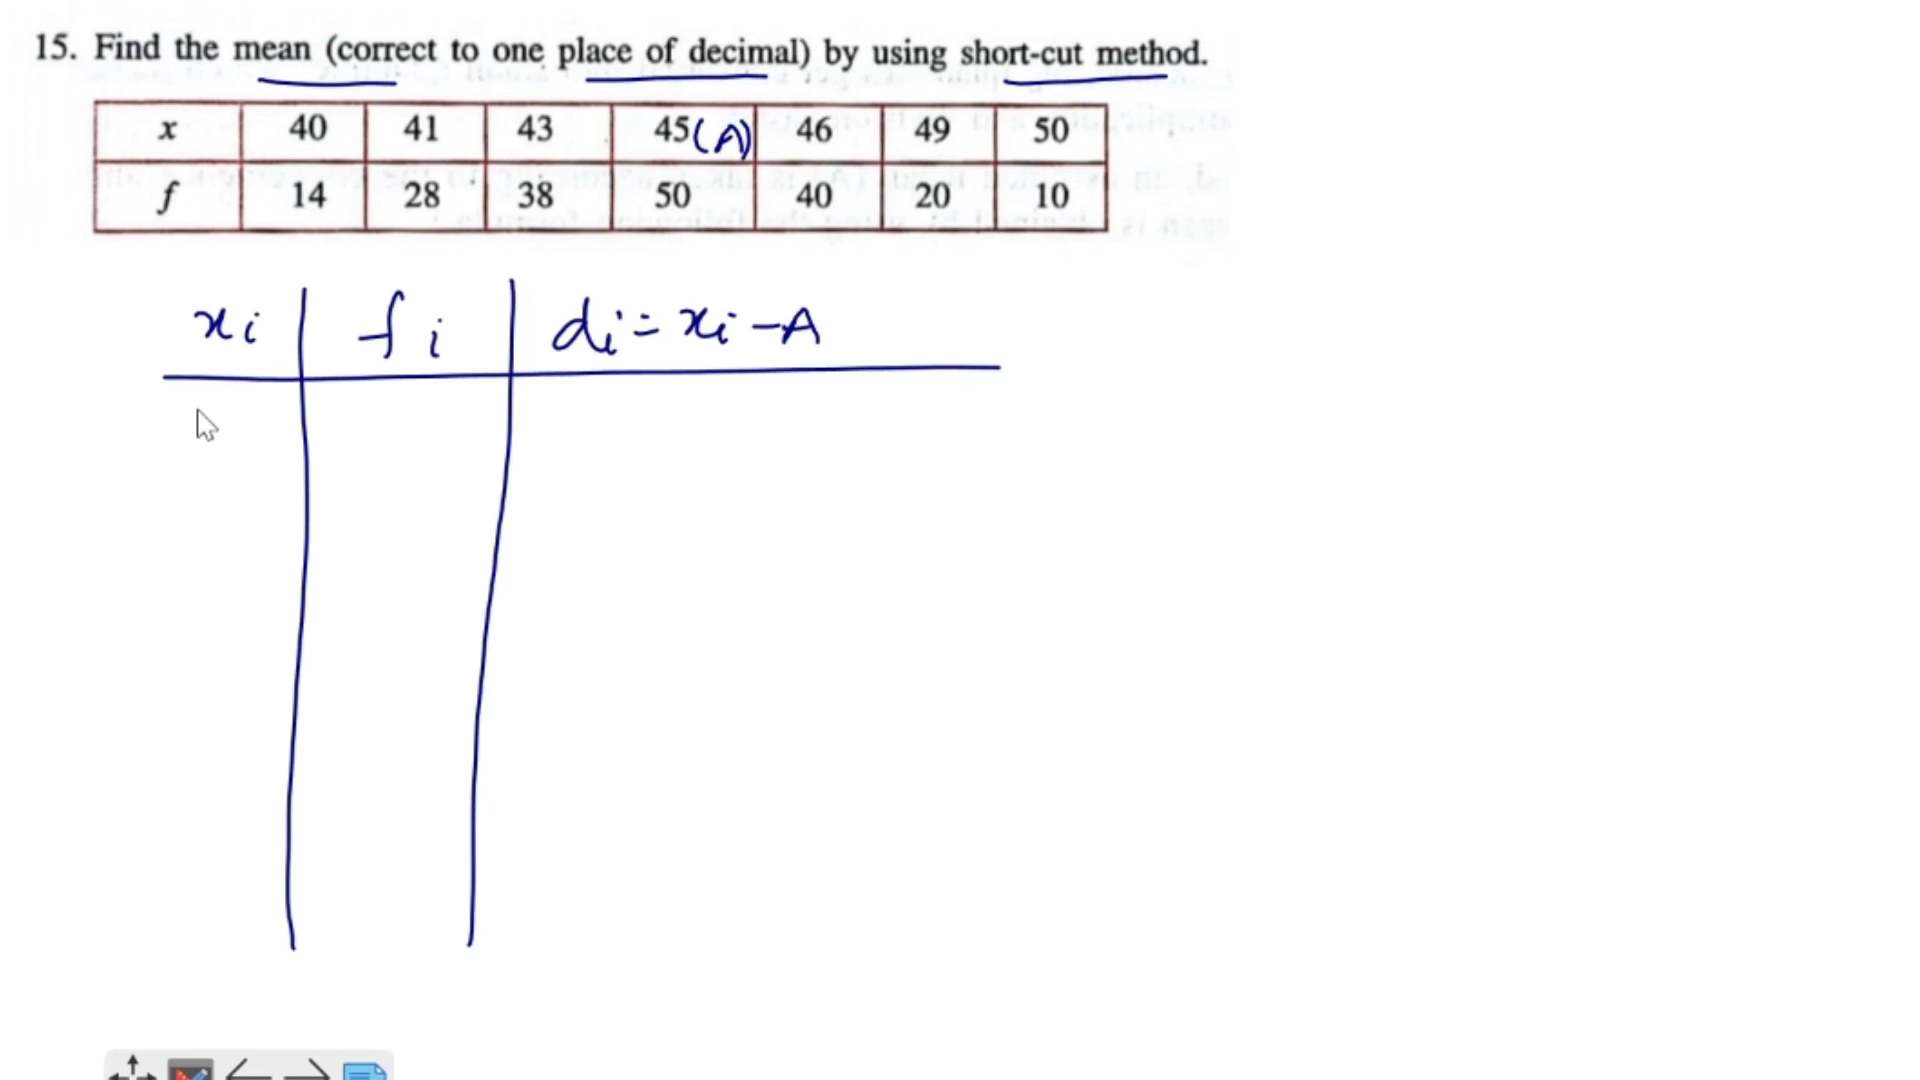 15. Find the mean (correct to one place of decimal) by using short-cut method.
x 40 41 43 45(A) 46 49 50
f 14 28 38 50 40 20 10
xi fi di = xi - A